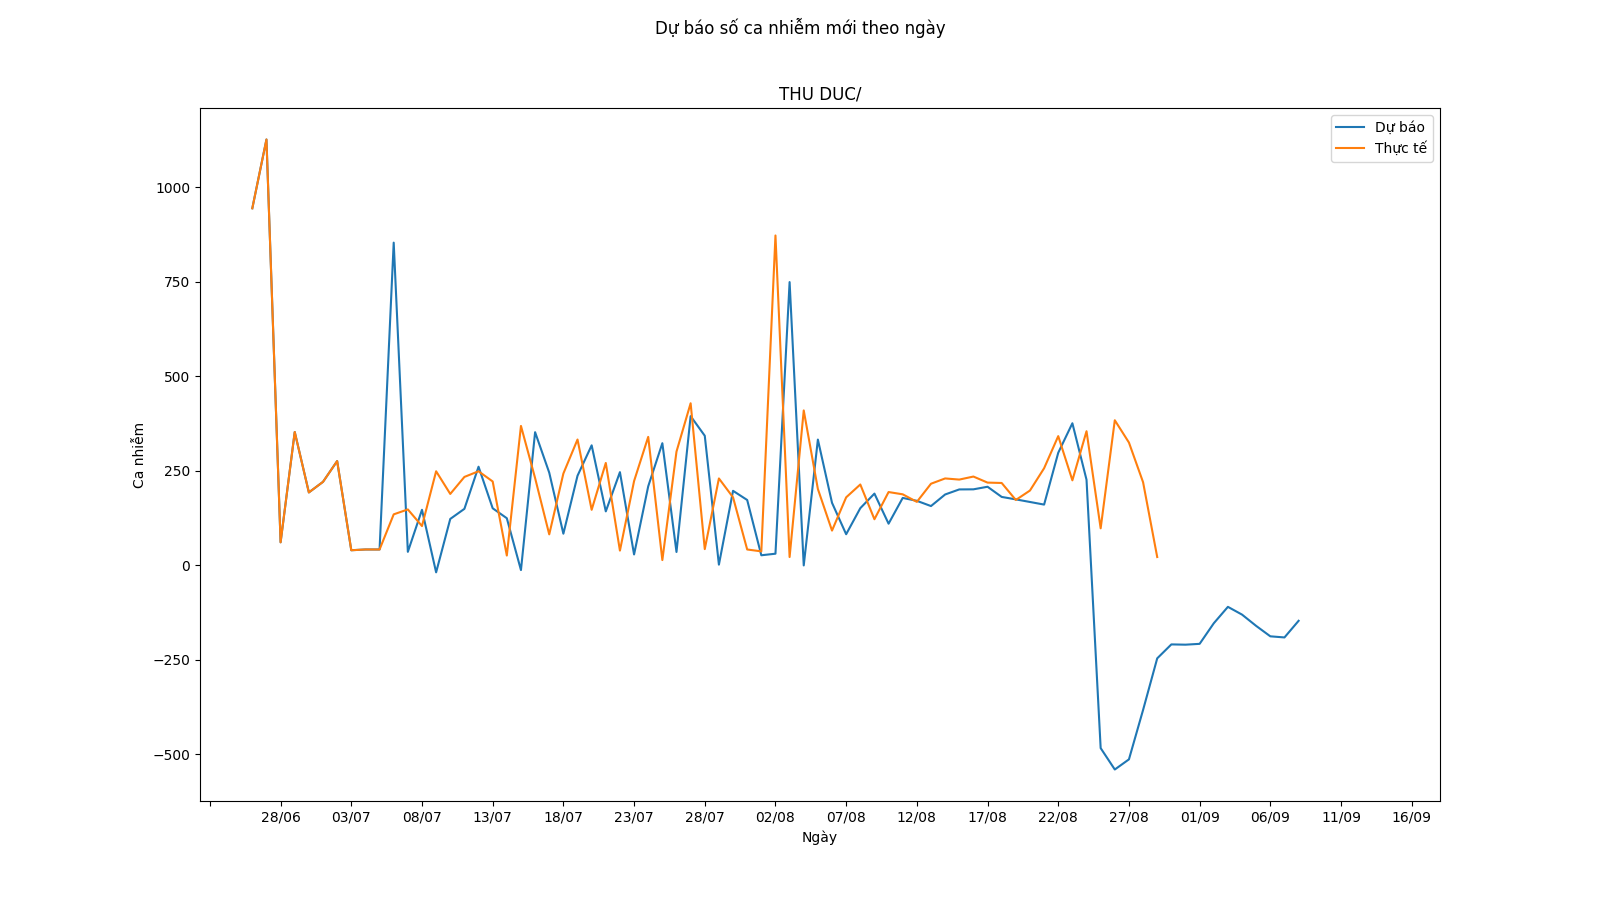 Dự báo số ca nhiễm mới theo ngày
THU DUC/
Dự báo
Thực tế
1000
750
500
250
0
−250
−500
Ca nhiễm
28/06 03/07 08/07 13/07 18/07 23/07 28/07 02/08 07/08 12/08 17/08 22/08 27/08 01/09 06/09 11/09 16/09
Ngày